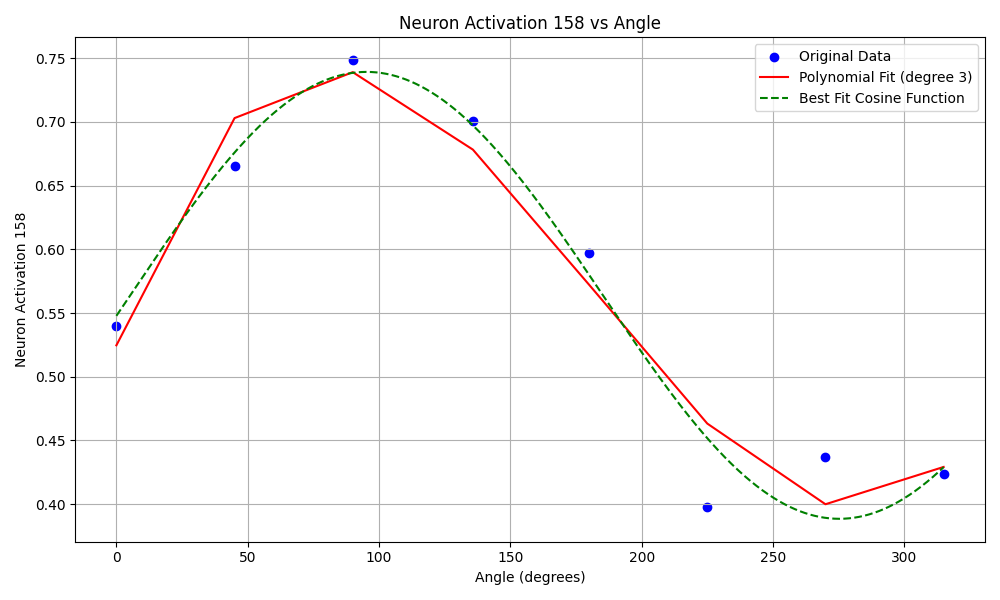 Neuron Activation 158 vs Angle
Original Data
Polynomial Fit (degree 3)
Best Fit Cosine Function
Neuron Activation 158
0.75
0.70
0.65
0.60
0.55
0.50
0.45
0.40
0 50 100 150 200 250 300
Angle (degrees)